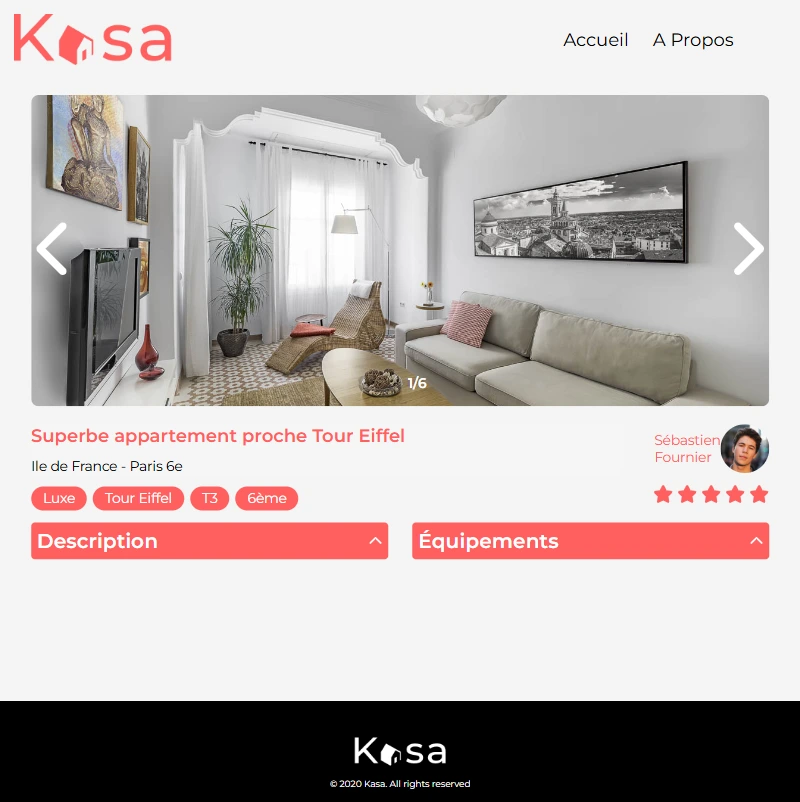 Kasa
Accueil A Propos
1/6
Superbe appartement proche Tour Eiffel
Ile de France - Paris 6e
Sébastien
Fournier
Luxe Tour Eiffel T3 6ème
Description Équipements
Kasa
© 2020 Kasa. All rights reserved